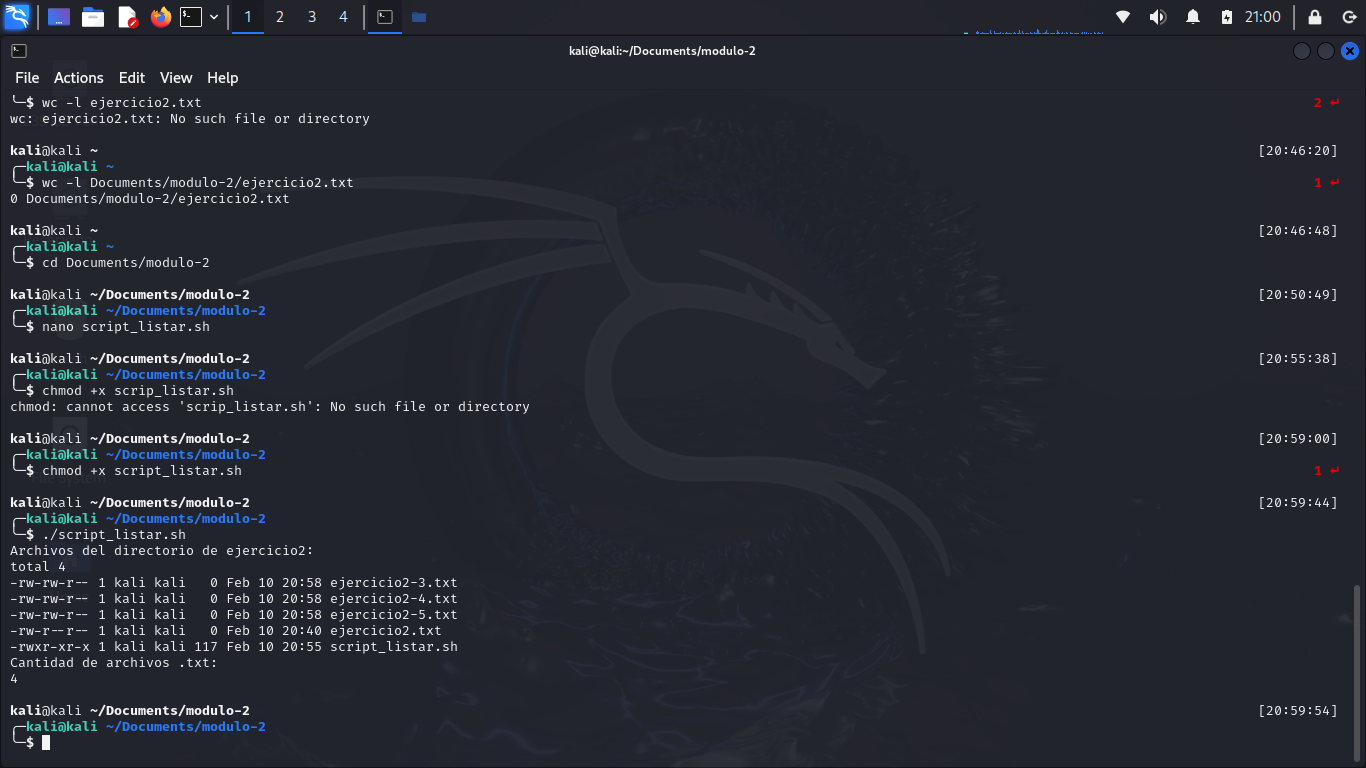 1 2 3 4 21:00
kali@kali:~/Documents/modulo-2
File Actions Edit View Help
└─$ wc -l ejercicio2.txt 2 ↵
wc: ejercicio2.txt: No such file or directory
kali@kali ~ [20:46:20]
┌─kali@kali ~
└─$ wc -l Documents/modulo-2/ejercicio2.txt 1 ↵
0 Documents/modulo-2/ejercicio2.txt
kali@kali ~ [20:46:48]
┌─kali@kali ~
└─$ cd Documents/modulo-2
kali@kali ~/Documents/modulo-2 [20:50:49]
┌─kali@kali ~/Documents/modulo-2
└─$ nano script_listar.sh
kali@kali ~/Documents/modulo-2 [20:55:38]
┌─kali@kali ~/Documents/modulo-2
└─$ chmod +x scrip_listar.sh
chmod: cannot access 'scrip_listar.sh': No such file or directory
kali@kali ~/Documents/modulo-2 [20:59:00]
┌─kali@kali ~/Documents/modulo-2
└─$ chmod +x script_listar.sh 1 ↵
File System
kali@kali ~/Documents/modulo-2 [20:59:44]
┌─kali@kali ~/Documents/modulo-2
└─$ ./script_listar.sh
Archivos del directorio de ejercicio2:
total 4
-rw-rw-r-- 1 kali kali   0 Feb 10 20:58 ejercicio2-3.txt
-rw-rw-r-- 1 kali kali   0 Feb 10 20:58 ejercicio2-4.txt
-rw-rw-r-- 1 kali kali   0 Feb 10 20:58 ejercicio2-5.txt
-rw-r--r-- 1 kali kali   0 Feb 10 20:40 ejercicio2.txt
-rwxr-xr-x 1 kali kali 117 Feb 10 20:55 script_listar.sh
Cantidad de archivos .txt:
4
kali@kali ~/Documents/modulo-2 [20:59:54]
┌─kali@kali ~/Documents/modulo-2
└─$